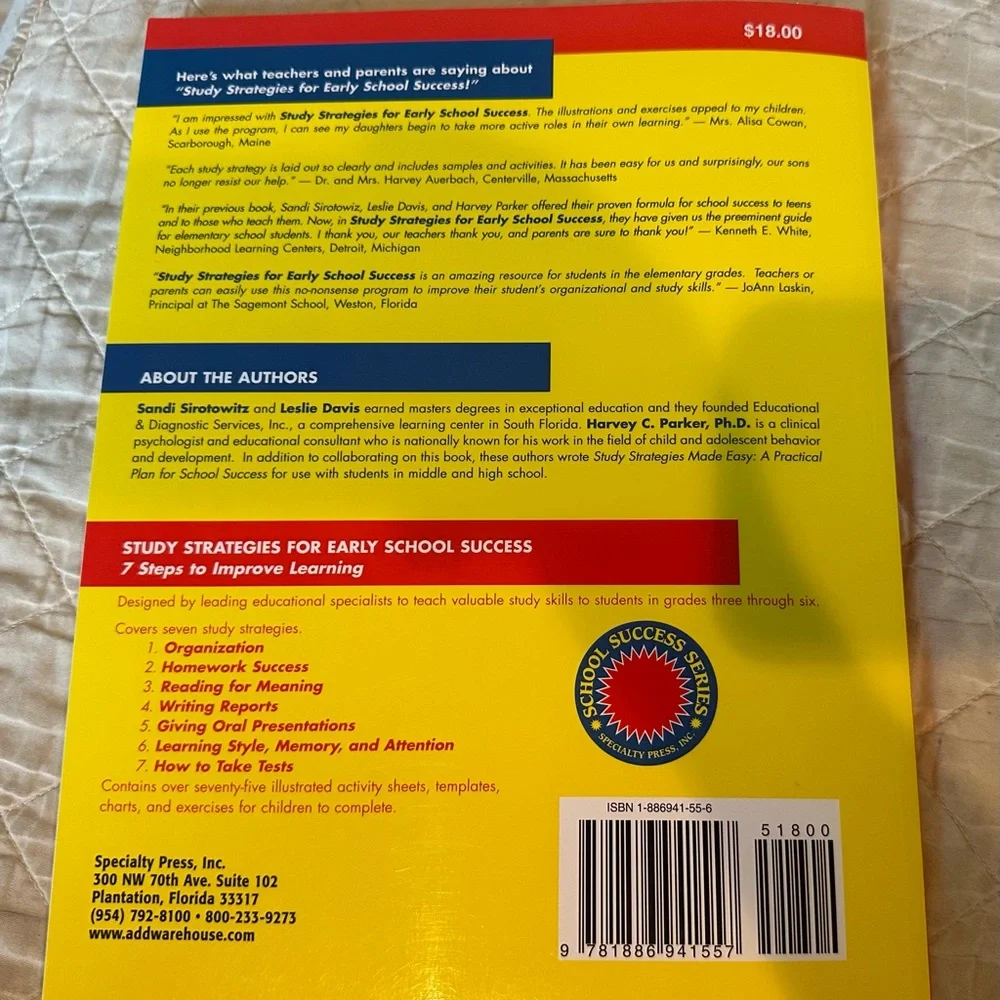 $18.00
Here's what teachers and parents are saying about
"Study Strategies for Early School Success!"
"I am impressed with Study Strategies for Early School Success. The illustrations and exercises appeal to my children.
As I use the program, I can see my daughters begin to take more active roles in their own learning." — Mrs. Alisa Cowan,
Scarborough, Maine
"Each study strategy is laid out so clearly and includes samples and activities. It has been easy for us and surprisingly, our sons
no longer resist our help." — Dr. and Mrs. Harvey Auerbach, Centerville, Massachusetts
"In their previous book, Sandi Sirotowiz, Leslie Davis, and Harvey Parker offered their proven formula for school success to teens
and to those who teach them. Now, in Study Strategies for Early School Success, they have given us the preeminent guide
for elementary school students. I thank you, our teachers thank you, and parents are sure to thank you!" — Kenneth E. White,
Neighborhood Learning Centers, Detroit, Michigan
"Study Strategies for Early School Success is an amazing resource for students in the elementary grades. Teachers or
parents can easily use this no-nonsense program to improve their student's organizational and study skills." — JoAnn Laskin,
Principal at The Sagemont School, Weston, Florida
ABOUT THE AUTHORS
Sandi Sirotowitz and Leslie Davis earned masters degrees in exceptional education and they founded Educational
& Diagnostic Services, Inc., a comprehensive learning center in South Florida. Harvey C. Parker, Ph.D. is a clinical
psychologist and educational consultant who is nationally known for his work in the field of child and adolescent behavior
and development. In addition to collaborating on this book, these authors wrote Study Strategies Made Easy: A Practical
Plan for School Success for use with students in middle and high school.
STUDY STRATEGIES FOR EARLY SCHOOL SUCCESS
7 Steps to Improve Learning
Designed by leading educational specialists to teach valuable study skills to students in grades three through six.
Covers seven study strategies.
1. Organization
2. Homework Success
3. Reading for Meaning
4. Writing Reports
5. Giving Oral Presentations
6. Learning Style, Memory, and Attention
7. How to Take Tests
Contains over seventy-five illustrated activity sheets, templates,
charts, and exercises for children to complete.
SCHOOL SUCCESS SERIES
SPECIALTY PRESS, INC
Specialty Press, Inc.
300 NW 70th Ave. Suite 102
Plantation, Florida 33317
(954) 792-8100 • 800-233-9273
www.addwarehouse.com
ISBN 1-886941-55-6
51800
9 781886 941557